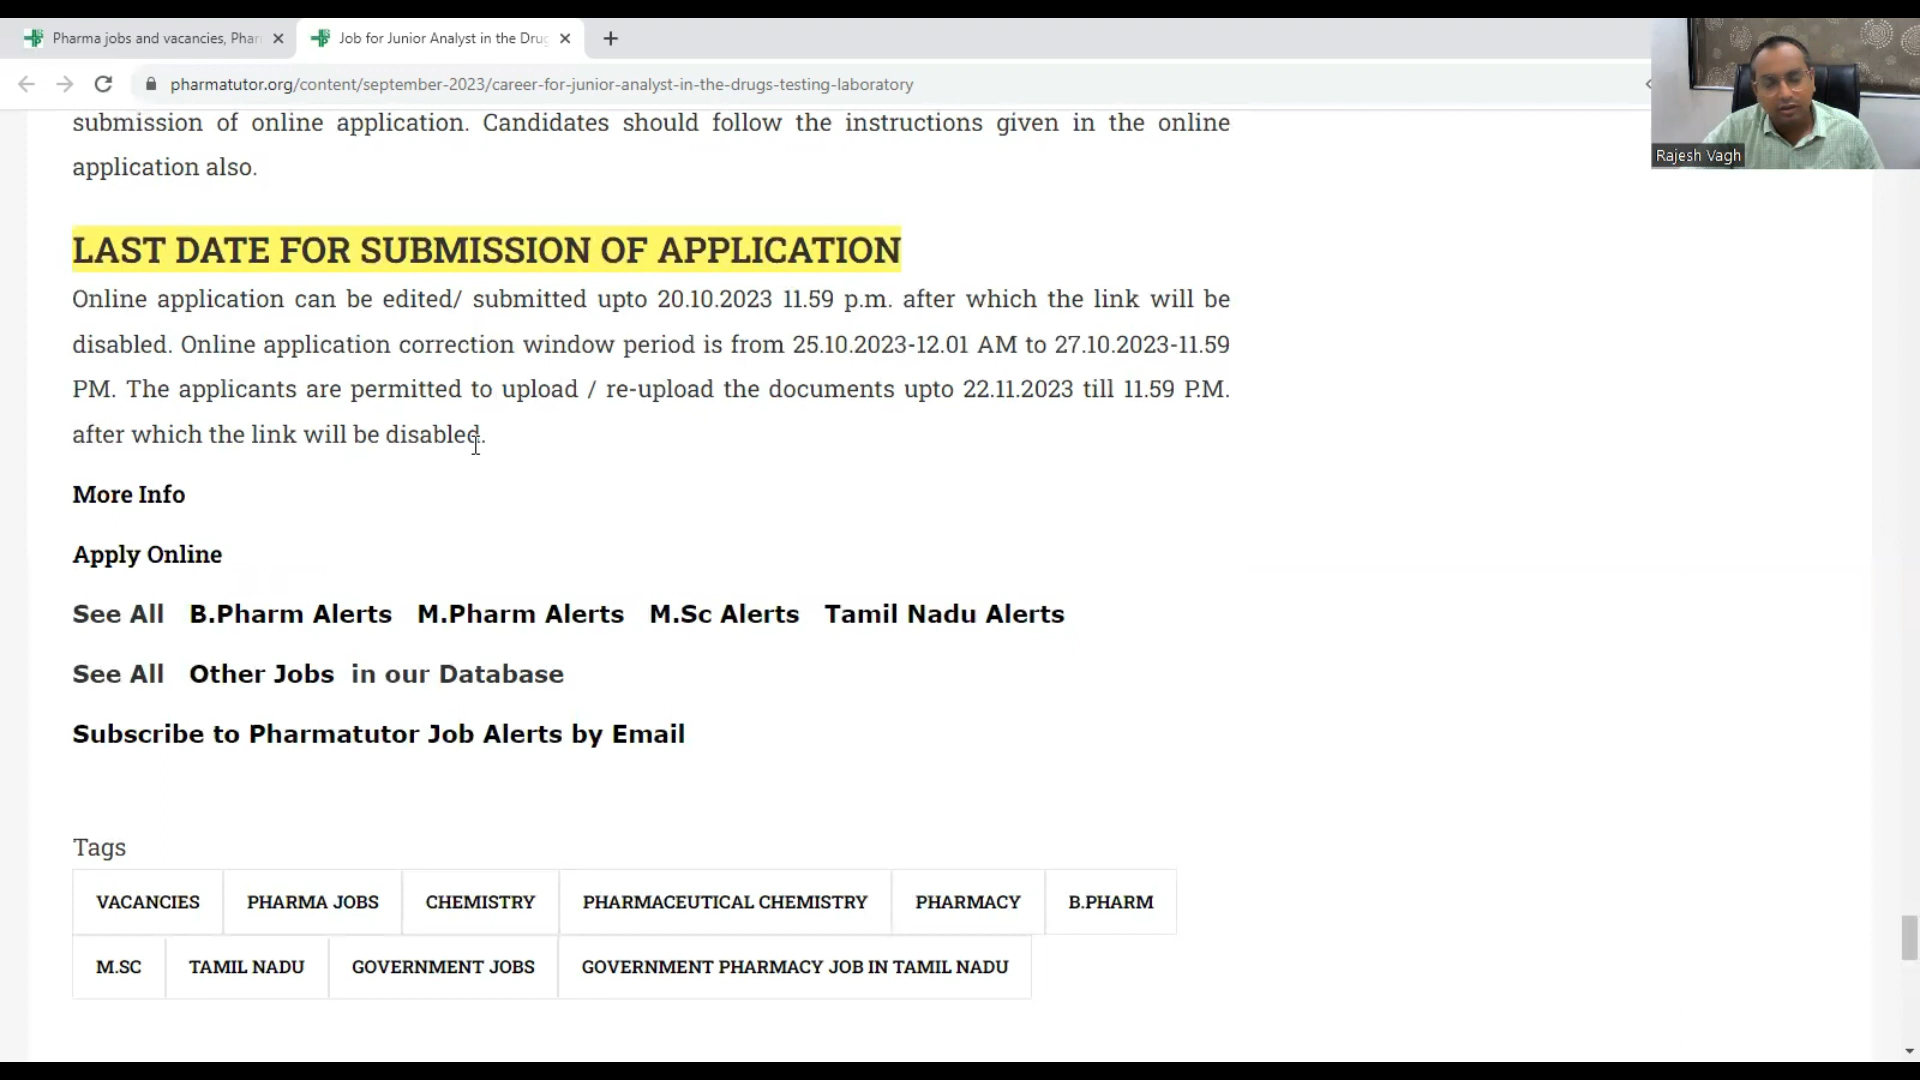 Pharma jobs and vacancies, Phar
Job for Junior Analyst in the Drug
pharmatutor.org/content/september-2023/career-for-junior-analyst-in-the-drugs-testing-laboratory
Rajesh Vagh
submission of online application. Candidates should follow the instructions given in the online
application also.
LAST DATE FOR SUBMISSION OF APPLICATION
Online application can be edited/ submitted upto 20.10.2023 11.59 p.m. after which the link will be
disabled. Online application correction window period is from 25.10.2023-12.01 AM to 27.10.2023-11.59
PM. The applicants are permitted to upload / re-upload the documents upto 22.11.2023 till 11.59 P.M.
after which the link will be disabled.
More Info
Apply Online
See All B.Pharm Alerts M.Pharm Alerts M.Sc Alerts Tamil Nadu Alerts
See All Other Jobs in our Database
Subscribe to Pharmatutor Job Alerts by Email
Tags
VACANCIES PHARMA JOBS CHEMISTRY PHARMACEUTICAL CHEMISTRY PHARMACY B.PHARM
M.SC TAMIL NADU GOVERNMENT JOBS GOVERNMENT PHARMACY JOB IN TAMIL NADU